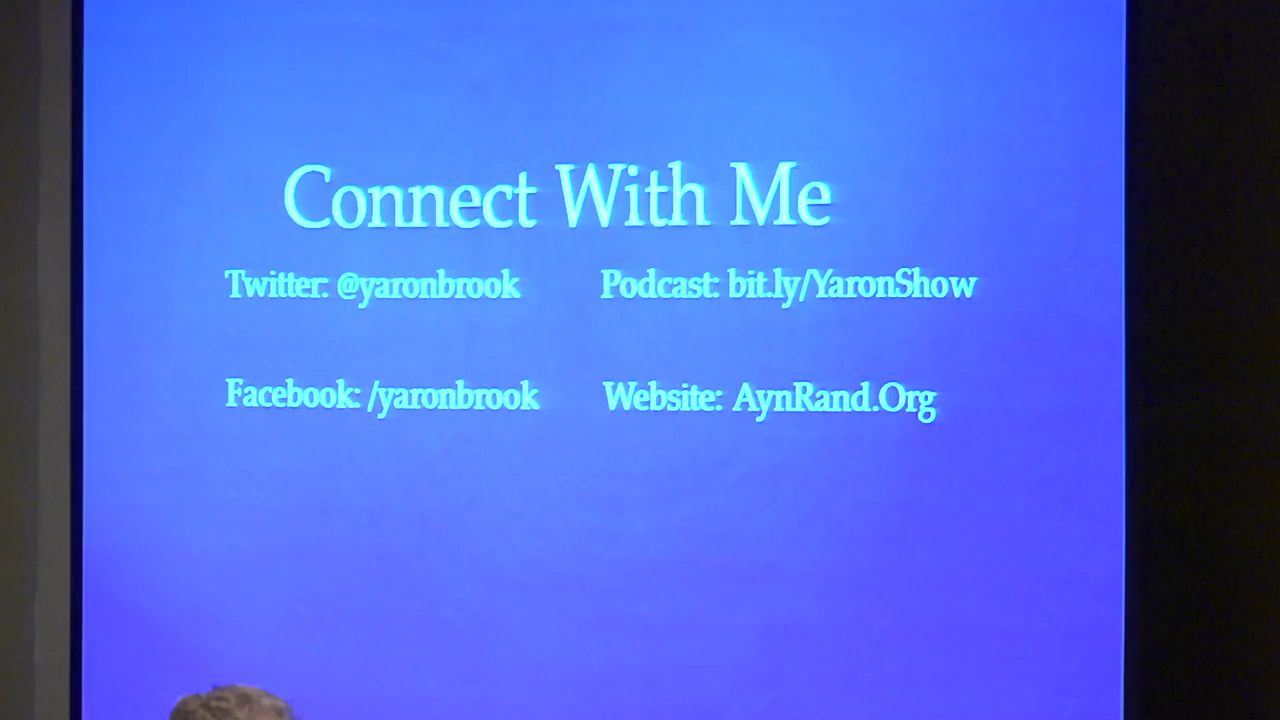 Connect With Me
Twitter: @yaronbrook
Podcast: bit.ly/YaronShow
Facebook: /yaronbrook
Website: AynRand.Org